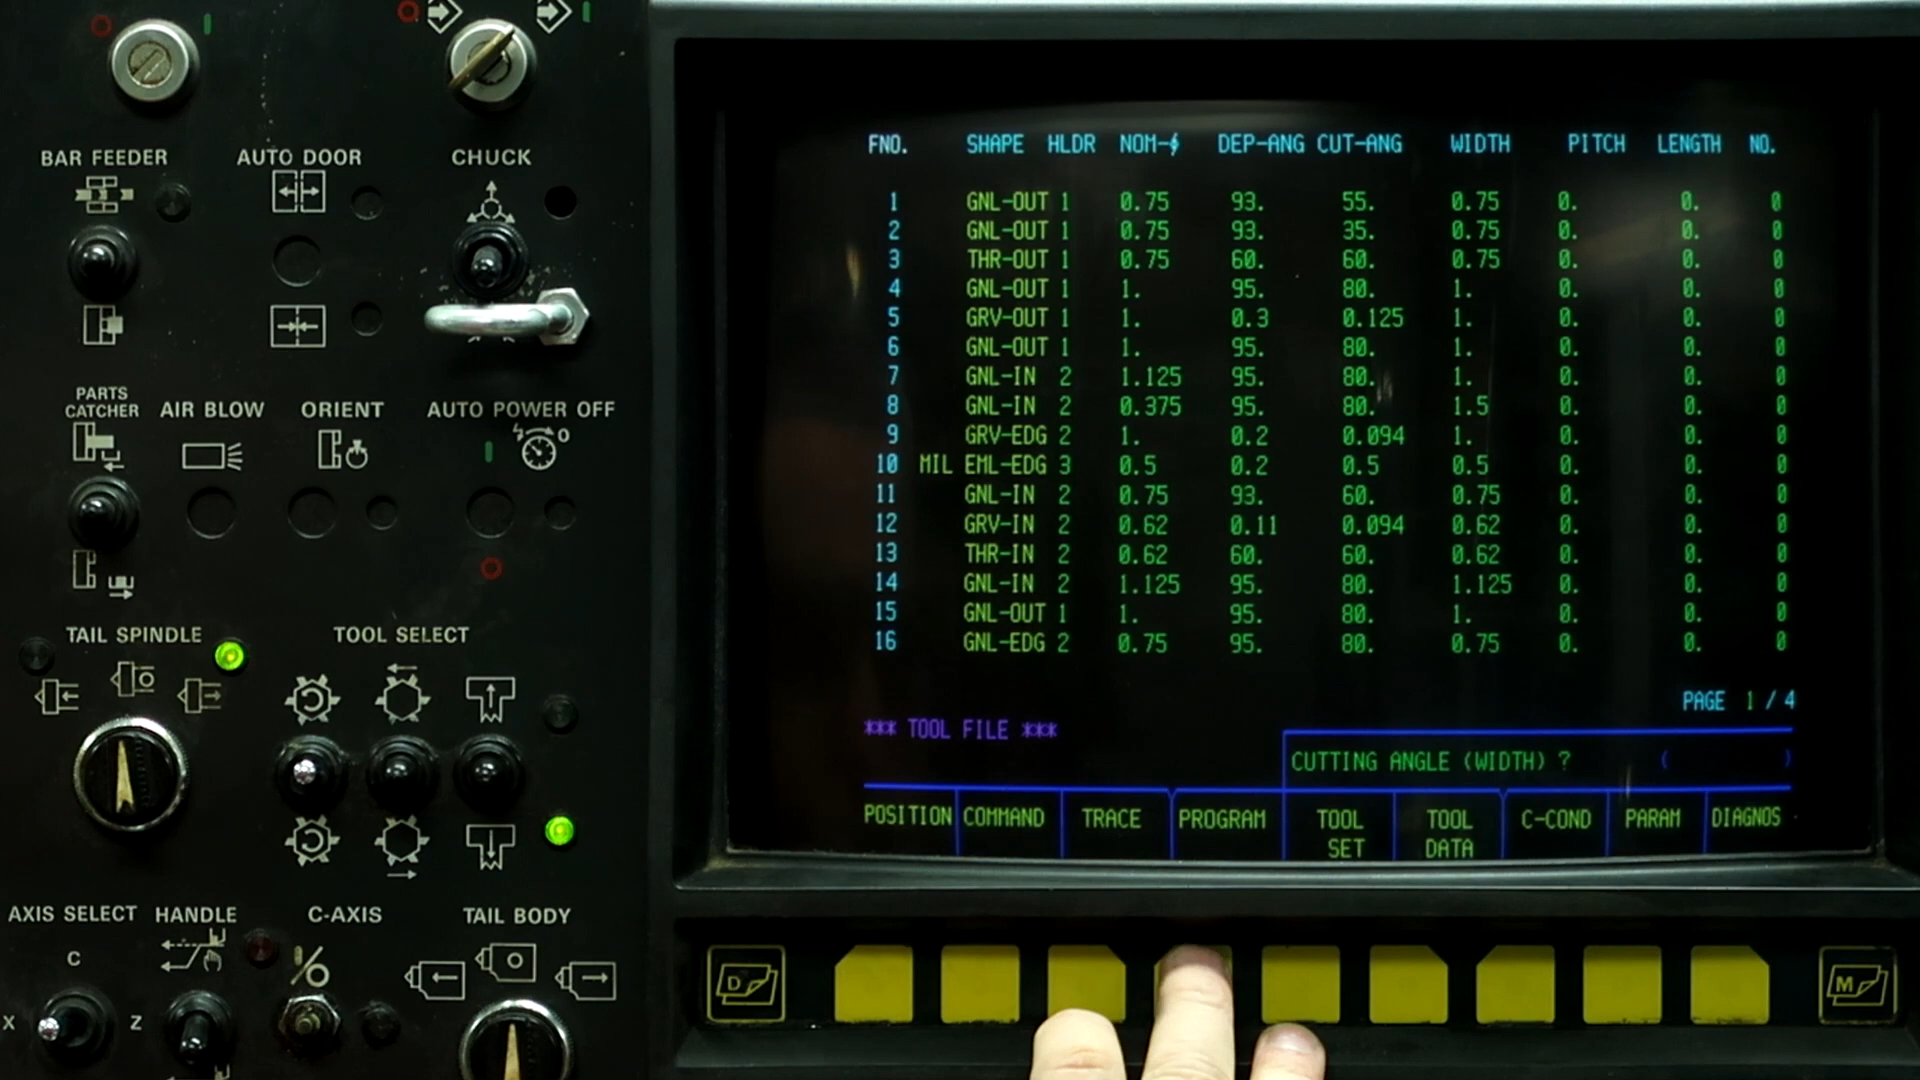 BAR FEEDER AUTO DOOR CHUCK
PARTS CATCHER AIR BLOW ORIENT AUTO POWER OFF
TAIL SPINDLE TOOL SELECT
AXIS SELECT HANDLE C-AXIS TAIL BODY
C
X Z
FNO. SHAPE HLDR NOM-ϕ DEP-ANG CUT-ANG WIDTH PITCH LENGTH NO.
1 GNL-OUT 1 0.75 93. 55. 0.75 0. 0. 0
2 GNL-OUT 1 0.75 93. 35. 0.75 0. 0. 0
3 THR-OUT 1 0.75 60. 60. 0.75 0. 0. 0
4 GNL-OUT 1 1. 95. 80. 1. 0. 0. 0
5 GRV-OUT 1 1. 0.3 0.125 1. 0. 0. 0
6 GNL-OUT 1 1. 95. 80. 1. 0. 0. 0
7 GNL-IN 2 1.125 95. 80. 1. 0. 0. 0
8 GNL-IN 2 0.375 95. 80. 1.5 0. 0. 0
9 GRV-EDG 2 1. 0.2 0.094 1. 0. 0. 0
10 MIL EML-EDG 3 0.5 0.2 0.5 0.5 0. 0. 0
11 GNL-IN 2 0.75 93. 60. 0.75 0. 0. 0
12 GRV-IN 2 0.62 0.11 0.094 0.62 0. 0. 0
13 THR-IN 2 0.62 60. 60. 0.62 0. 0. 0
14 GNL-IN 2 1.125 95. 80. 1.125 0. 0. 0
15 GNL-OUT 1 1. 95. 80. 1. 0. 0. 0
16 GNL-EDG 2 0.75 95. 80. 0.75 0. 0. 0
PAGE 1 / 4
*** TOOL FILE ***
CUTTING ANGLE (WIDTH) ? ( )
POSITION COMMAND TRACE PROGRAM TOOL SET TOOL DATA C-COND PARAM DIAGNOS
D M